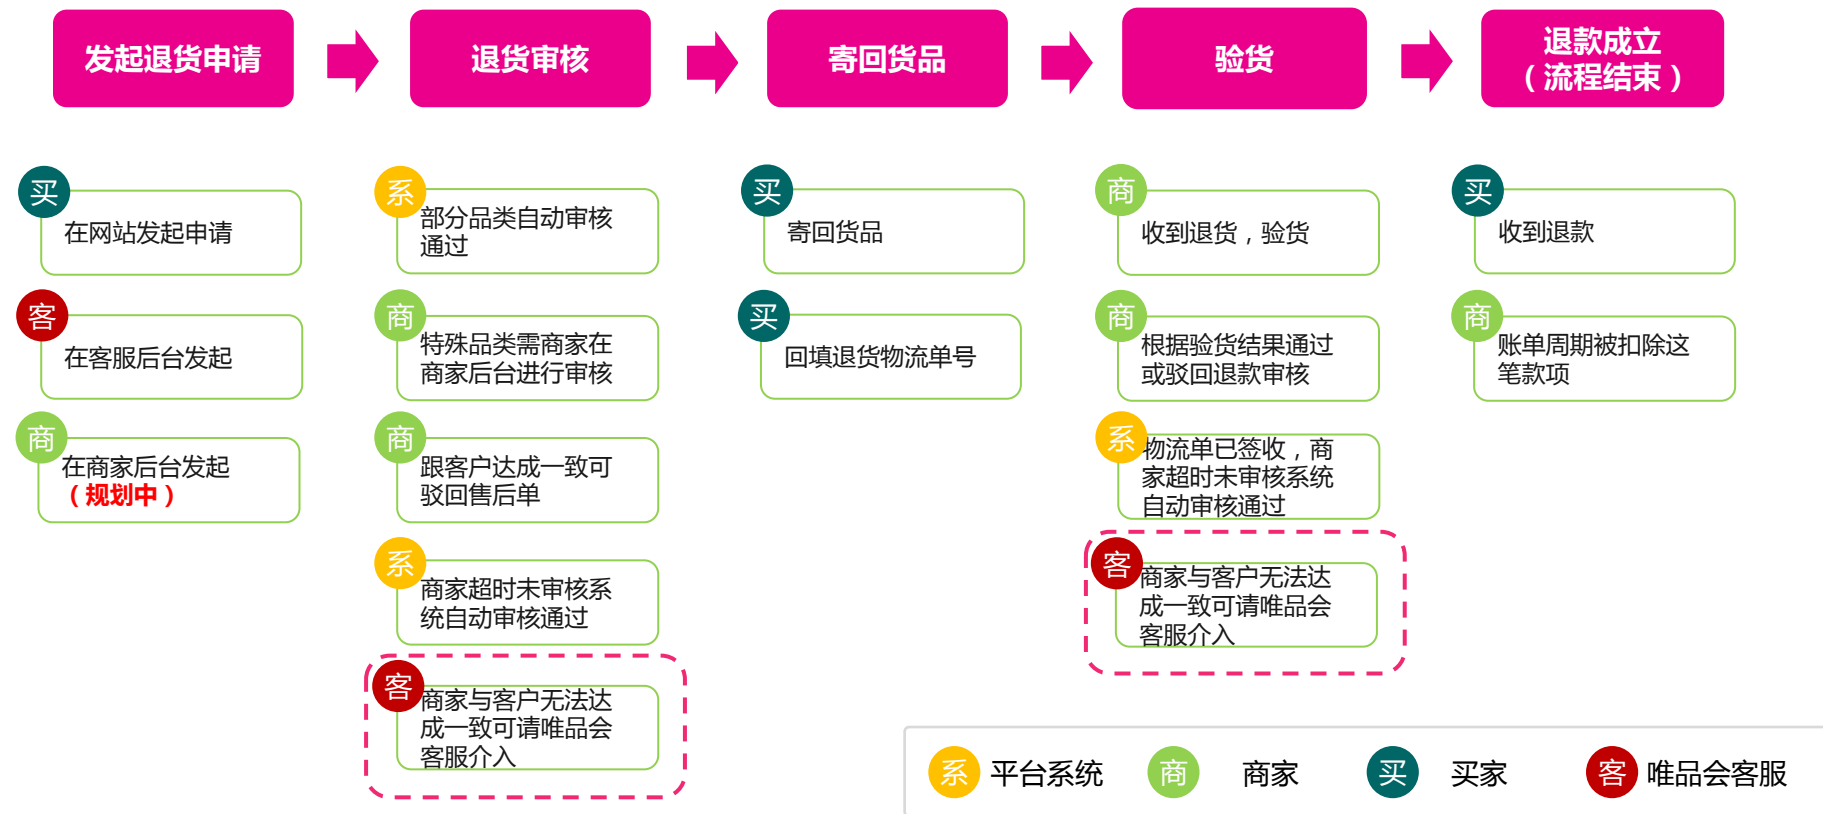 发起退货申请
退货审核
寄回货品
验货
退款成立
（流程结束）
买
在网站发起申请
客
在客服后台发起
商
在商家后台发起
（规划中）
系
部分品类自动审核
通过
商
特殊品类需商家在
商家后台进行审核
商
跟客户达成一致可
驳回售后单
系
商家超时未审核系
统自动审核通过
客
商家与客户无法达
成一致可请唯品会
客服介入
买
寄回货品
买
回填退货物流单号
商
收到退货，验货
商
根据验货结果通过
或驳回退款审核
系
物流单已签收，商
家超时未审核系统
自动审核通过
客
商家与客户无法达
成一致可请唯品会
客服介入
买
收到退款
商
账单周期被扣除这
笔款项
系 平台系统 商 商家 买 买家 客 唯品会客服